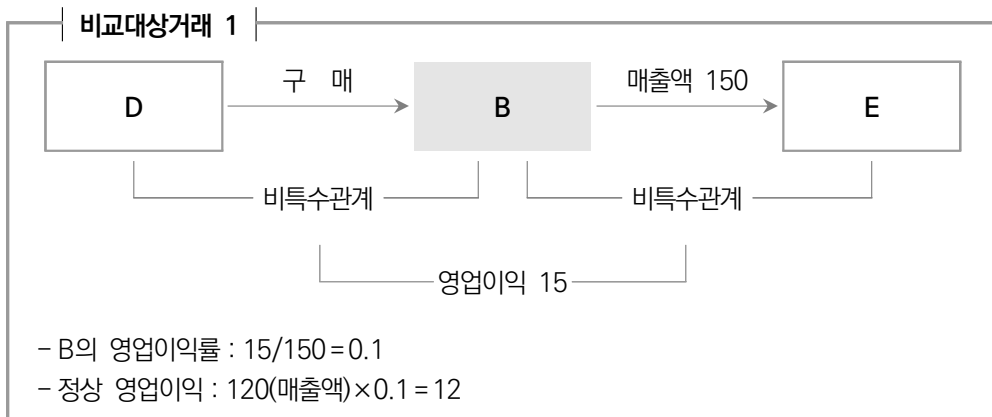 비교대상거래 1
D
구 매
B
매출액 150
E
비특수관계
비특수관계
영업이익 15
– B의 영업이익률 : 15/150=0.1
– 정상 영업이익 : 120(매출액)×0.1=12